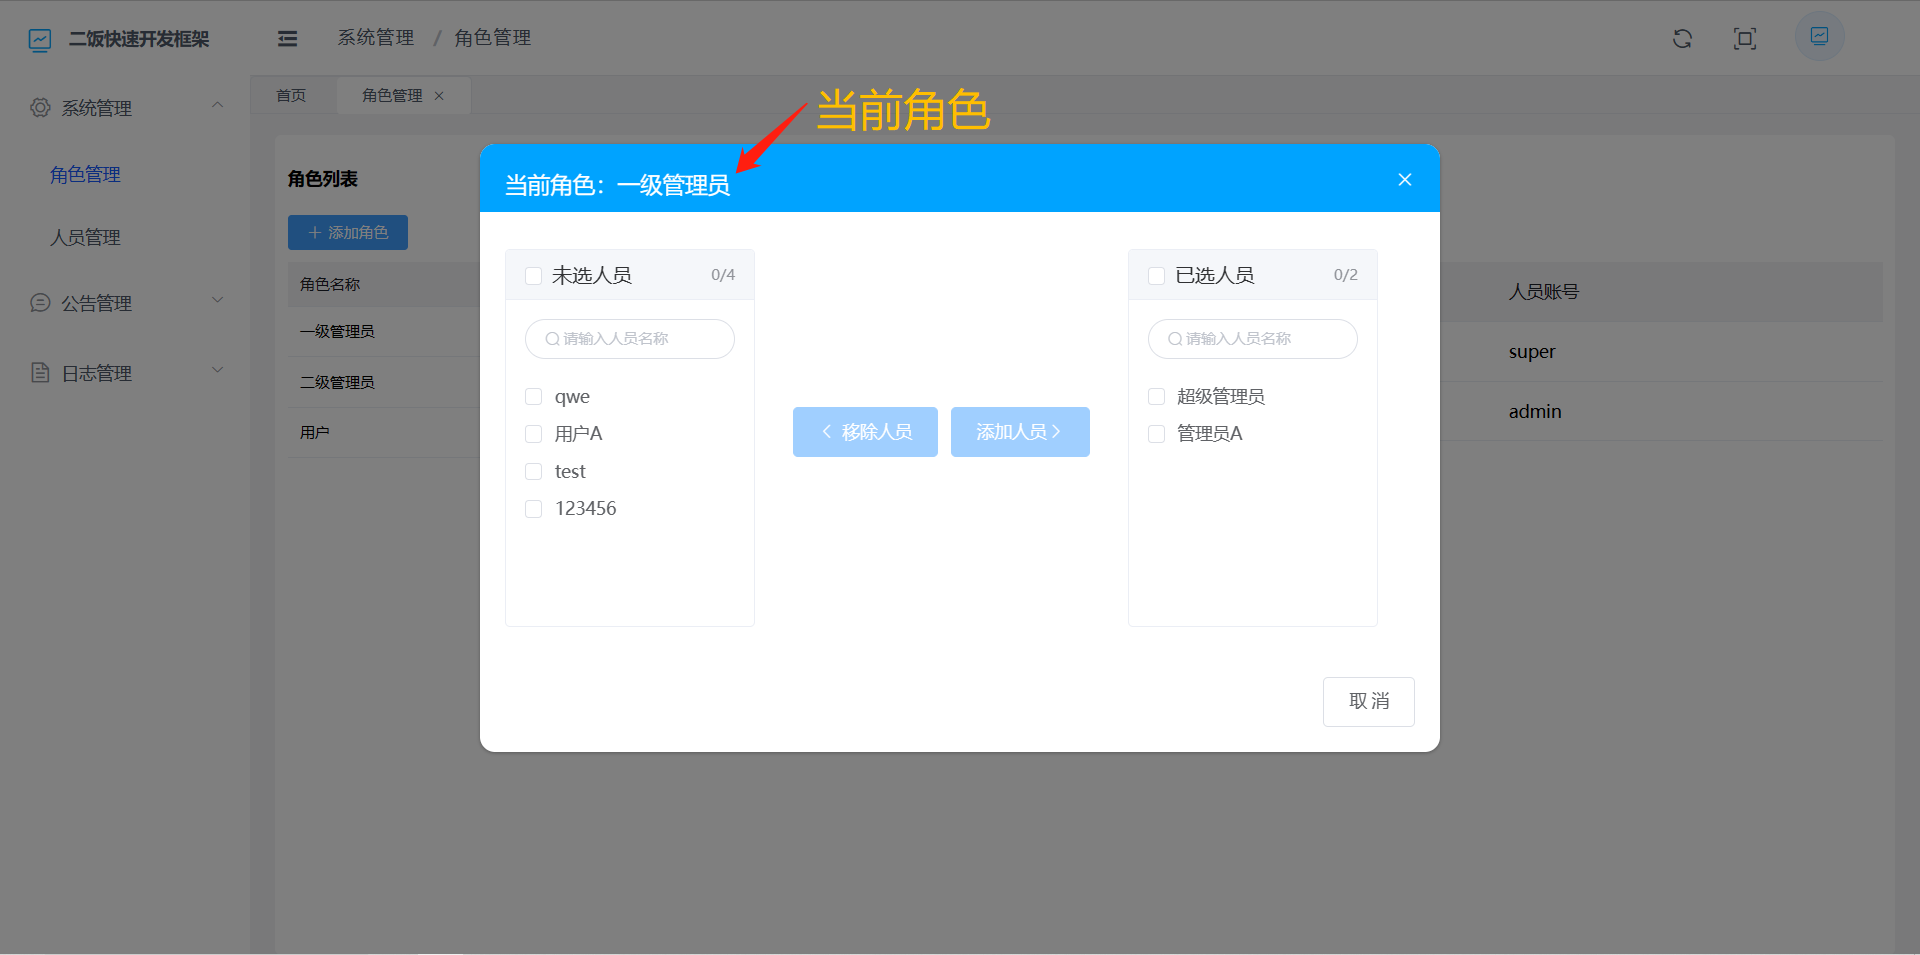 二饭快速开发框架
系统管理 / 角色管理
首页
角色管理
当前角色
系统管理
角色管理
人员管理
公告管理
日志管理
角色列表
添加角色
角色名称
一级管理员
二级管理员
用户
人员账号
super
admin
当前角色：一级管理员
未选人员 0/4
请输入人员名称
qwe
用户A
test
123456
移除人员
添加人员
已选人员 0/2
请输入人员名称
超级管理员
管理员A
取消